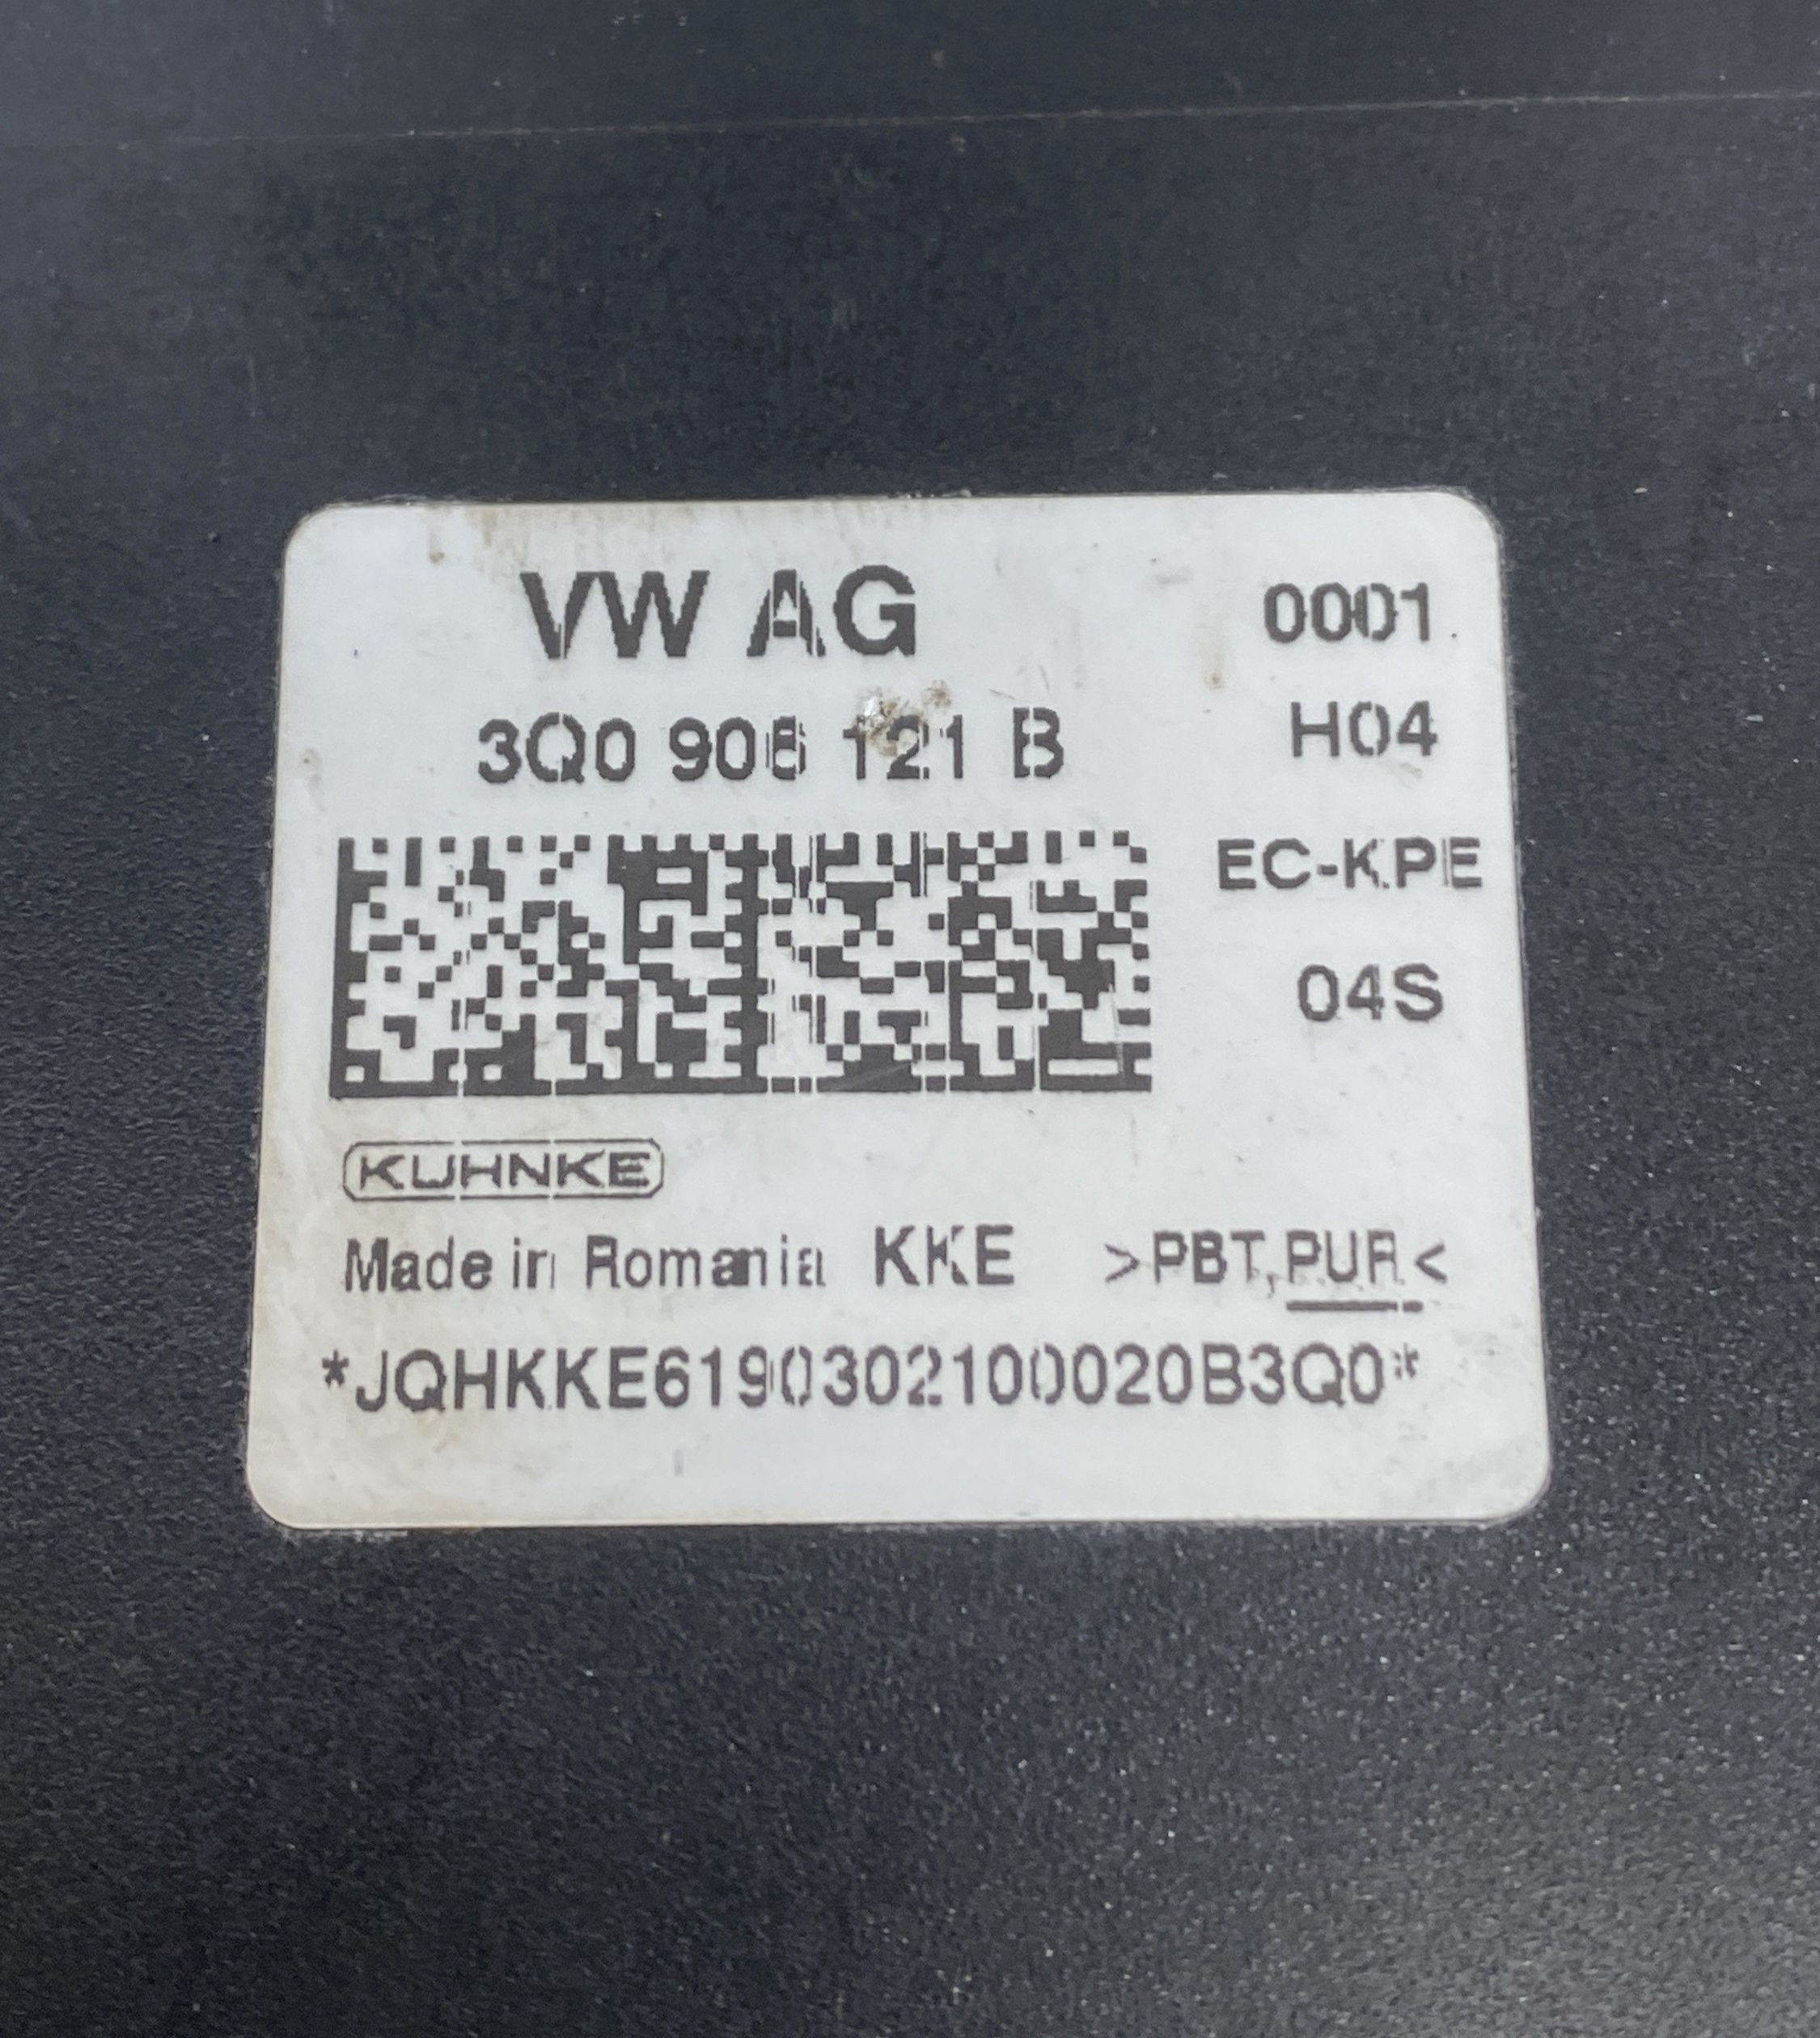 VW AG 0001
3Q0 906 121 B H04
EC-KPE
04S
KUHNKE
Made in Romania KKE >PBT,PUR<
*JQHKKE6190302100020B3Q0*